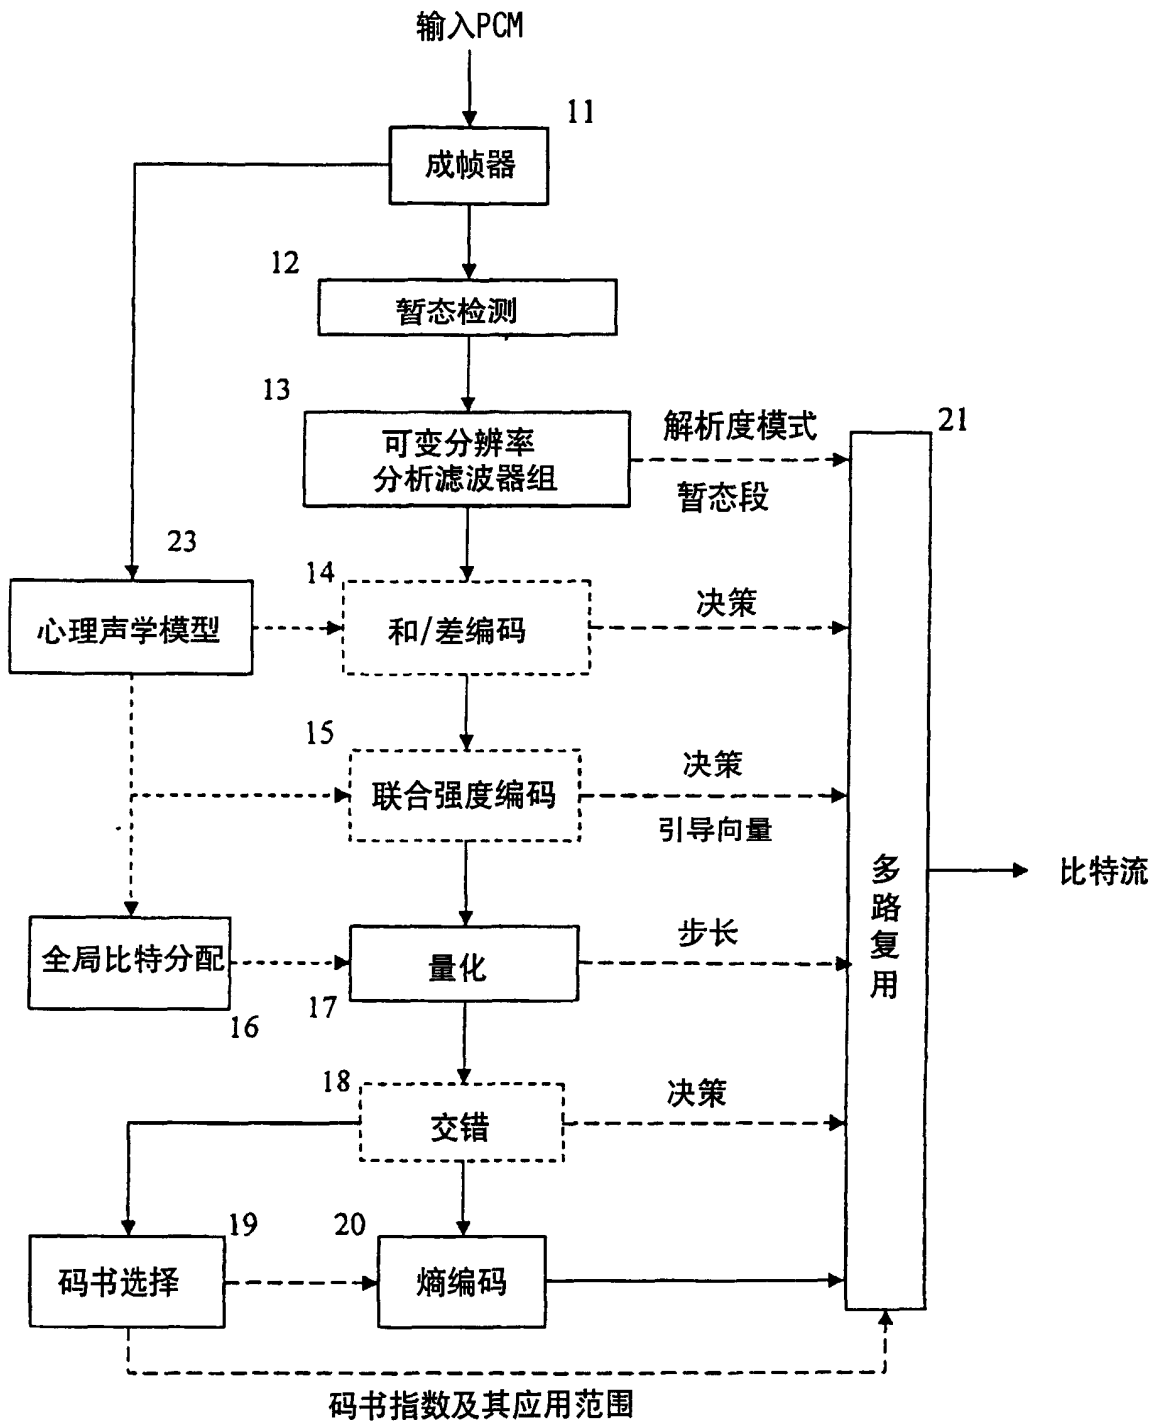 输入PCM
11
成帧器
12
暂态检测
13
可变分辨率
分析滤波器组
解析度模式
暂态段
21
23
心理声学模型
14
和/差编码
决策
15
联合强度编码
决策
引导向量
多路复用
比特流
全局比特分配
16
量化
17
步长
18
交错
决策
19
码书选择
20
熵编码
码书指数及其应用范围